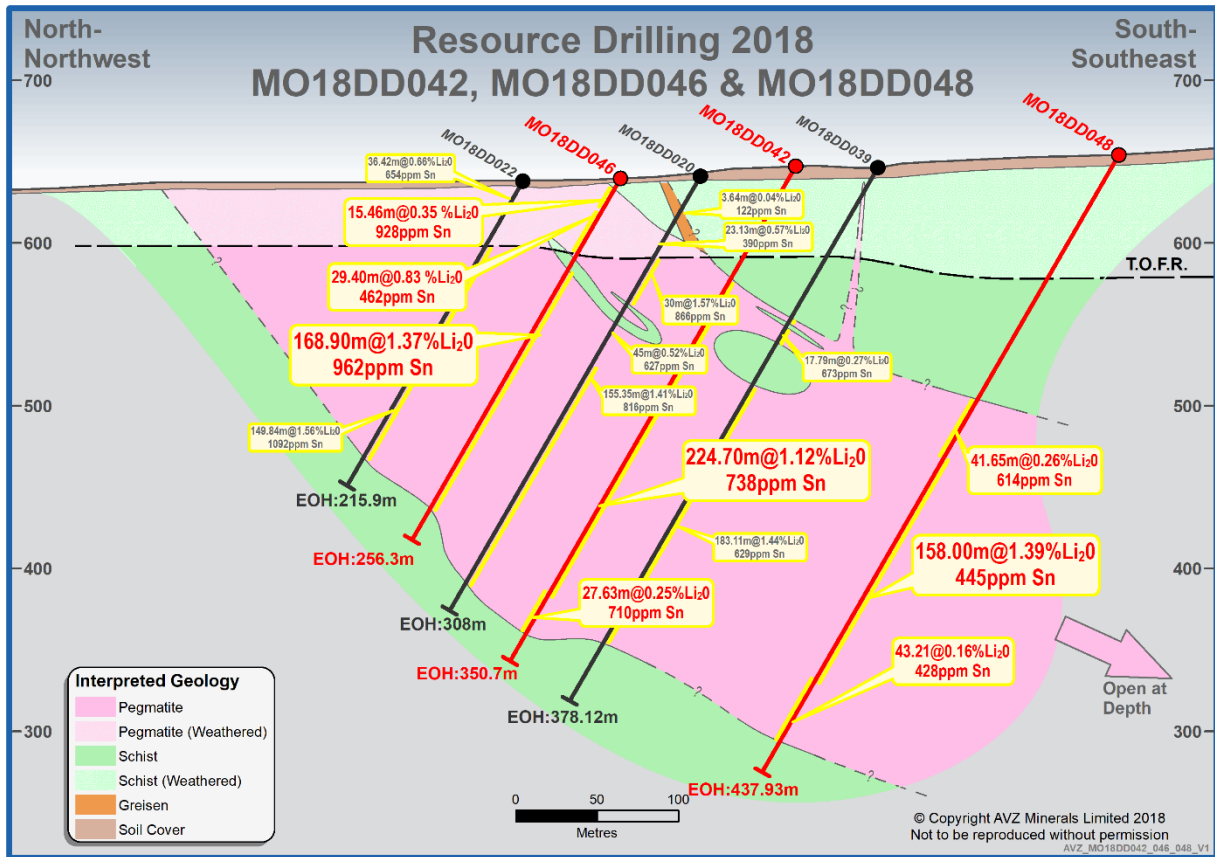 North-
Northwest
Resource Drilling 2018
MO18DD042, MO18DD046 & MO18DD048
South-
Southeast
700
700
MO18DD022
MO18DD046
MO18DD020
MO18DD042
MO18DD039
MO18DD048
36.42m@0.66%Li20
654ppm Sn
15.46m@0.35 %Li20
928ppm Sn
3.64m@0.04%Li20
122ppm Sn
23.13m@0.57%Li20
390ppm Sn
600
600
T.O.F.R.
29.40m@0.83 %Li20
462ppm Sn
30m@1.57%Li20
866ppm Sn
168.90m@1.37%Li20
962ppm Sn
45m@0.52%Li20
627ppm Sn
17.79m@0.27%Li20
673ppm Sn
155.35m@1.41%Li20
816ppm Sn
500
500
149.84m@1.56%Li20
1092ppm Sn
224.70m@1.12%Li20
738ppm Sn
41.65m@0.26%Li20
614ppm Sn
EOH:215.9m
183.11m@1.44%Li20
629ppm Sn
158.00m@1.39%Li20
445ppm Sn
EOH:256.3m
400
400
27.63m@0.25%Li20
710ppm Sn
EOH:308m
43.21@0.16%Li20
428ppm Sn
EOH:350.7m
Open at
Depth
EOH:378.12m
300
300
EOH:437.93m
Interpreted Geology
Pegmatite
Pegmatite (Weathered)
Schist
Schist (Weathered)
Greisen
Soil Cover
0 50 100
Metres
© Copyright AVZ Minerals Limited 2018
Not to be reproduced without permission
AVZ_MO18DD042_046_048_V1
?
?
?
?
?
?
?
?